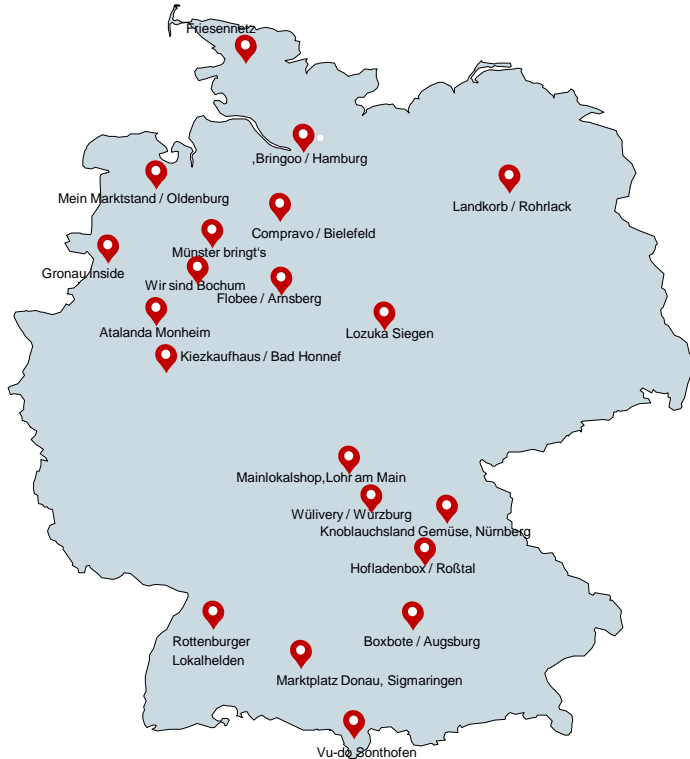 Friesennetz
,Bringoo / Hamburg
Mein Marktstand / Oldenburg
Landkorb / Rohrlack
Compravo / Bielefeld
Münster bringt's
Gronau Inside
Wir sind Bochum
Flobee / Arnsberg
Atalanda Monheim
Lozuka Siegen
Kiezkaufhaus / Bad Honnef
Mainlokalshop,Lohr am Main
Wülivery / Würzburg
Knoblauchsland Gemüse, Nürnberg
Hofladenbox / Roßtal
Rottenburger
Lokalhelden
Boxbote / Augsburg
Marktplatz Donau, Sigmaringen
Vu-do Sonthofen